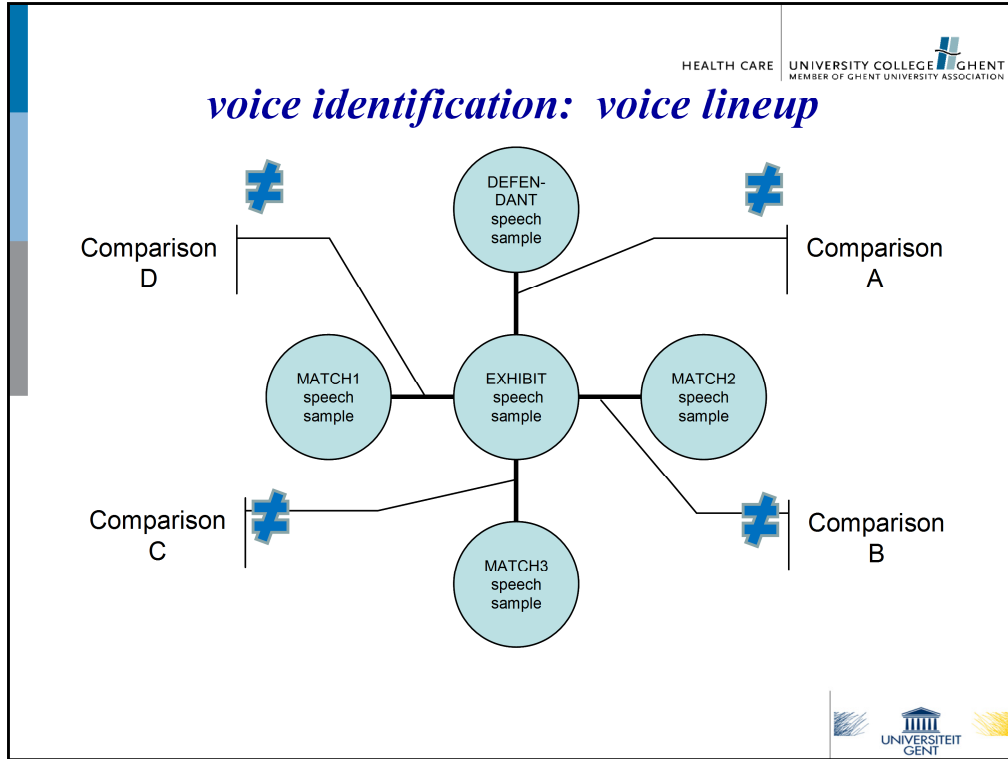 HEALTH CARE
UNIVERSITY COLLEGE GHENT
MEMBER OF GHENT UNIVERSITY ASSOCIATION
voice identification: voice lineup
≠
≠
DEFEN-
DANT
speech
sample
Comparison
D
Comparison
A
MATCH1
speech
sample
EXHIBIT
speech
sample
MATCH2
speech
sample
≠
≠
Comparison
C
Comparison
B
MATCH3
speech
sample
UNIVERSITEIT
GENT